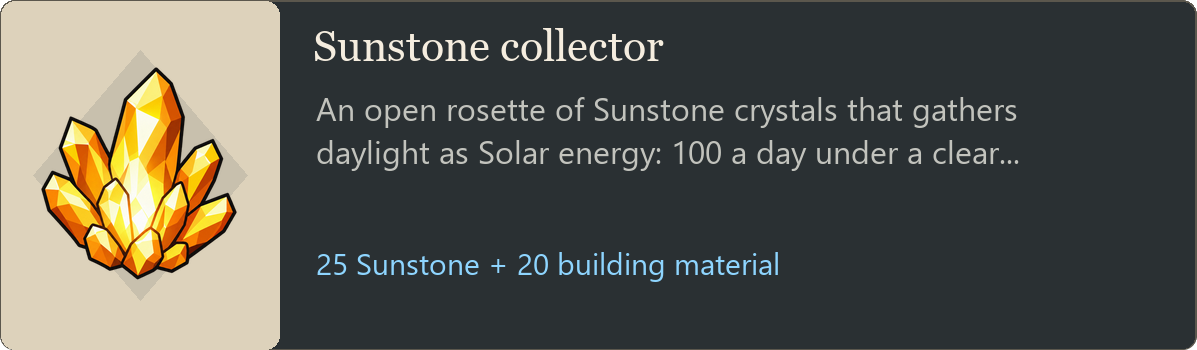 Sunstone collector
An open rosette of Sunstone crystals that gathers
daylight as Solar energy: 100 a day under a clear...
25 Sunstone + 20 building material